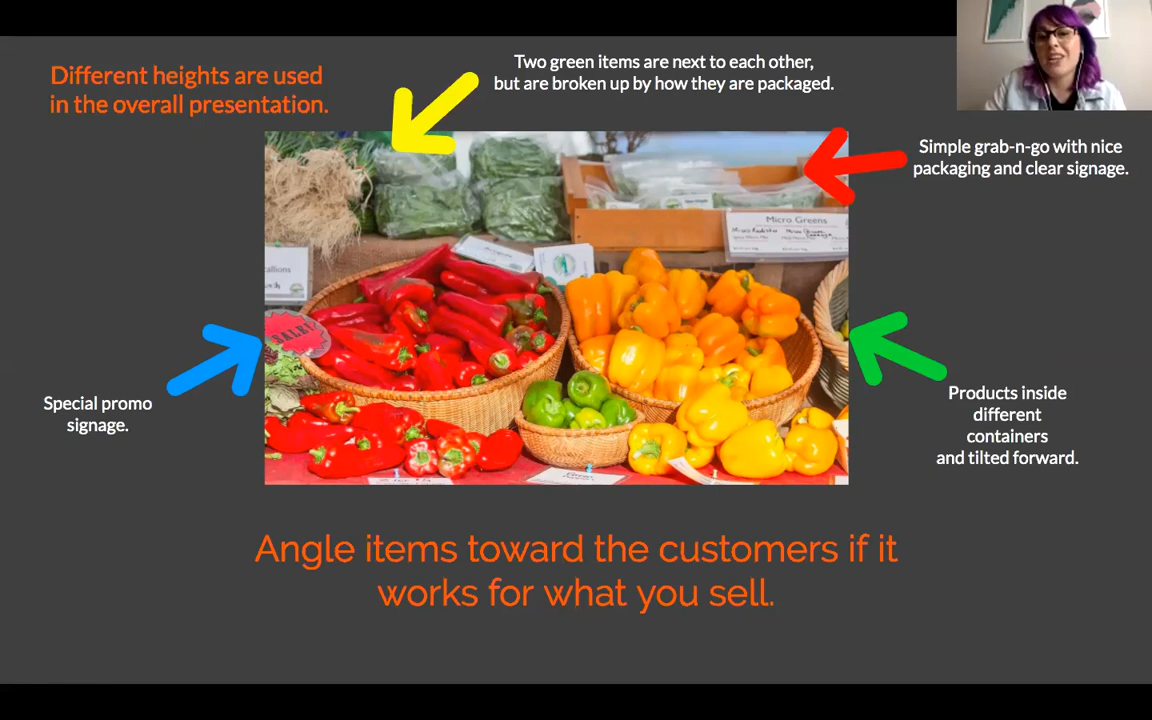 Different heights are used
in the overall presentation.
Two green items are next to each other,
but are broken up by how they are packaged.
Simple grab-n-go with nice
packaging and clear signage.
Micro Greens
Special promo
signage.
Products inside
different
containers
and tilted forward.
Angle items toward the customers if it
works for what you sell.